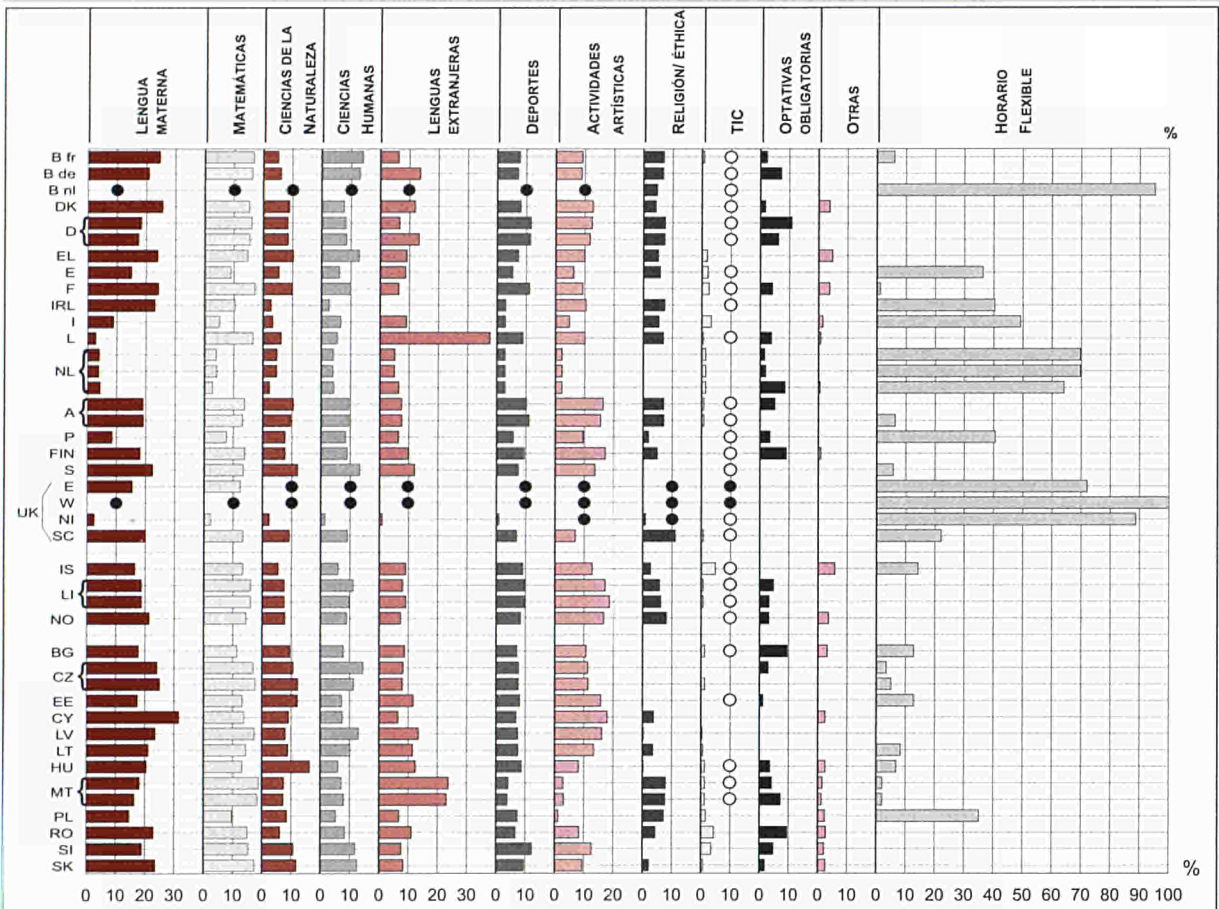 LENGUA
MATERNA
MATEMÁTICAS
CIENCIAS DE LA
NATURALEZA
CIENCIAS
HUMANAS
LENGUAS
EXTRANJERAS
DEPORTES
ACTIVIDADES
ARTÍSTICAS
RELIGIÓN/ ÉTHICA
TIC
OPTATIVAS
OBLIGATORIAS
OTRAS
HORARIO
FLEXIBLE
%
B fr
B de
B nl
DK
D
EL
E
F
IRL
I
L
NL
A
P
FIN
S
E
UK
W
NI
SC
IS
LI
NO
BG
CZ
EE
CY
LV
LT
HU
MT
PL
RO
SI
SK
%
0 10 20 30 0 10 0 10 0 10 0 10 20 30 0 10 0 10 20 0 10 0 10 0 10 0 10 0 10 20 30 40 50 60 70 80 90 100